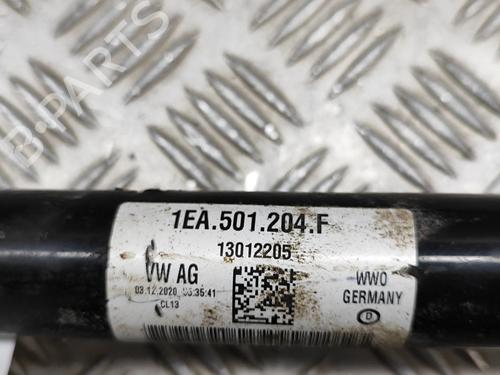 B-PARTS
1EA.501.204.F
13012205
VW AG
03.12.2020
CL13
WWO
GERMANY
D